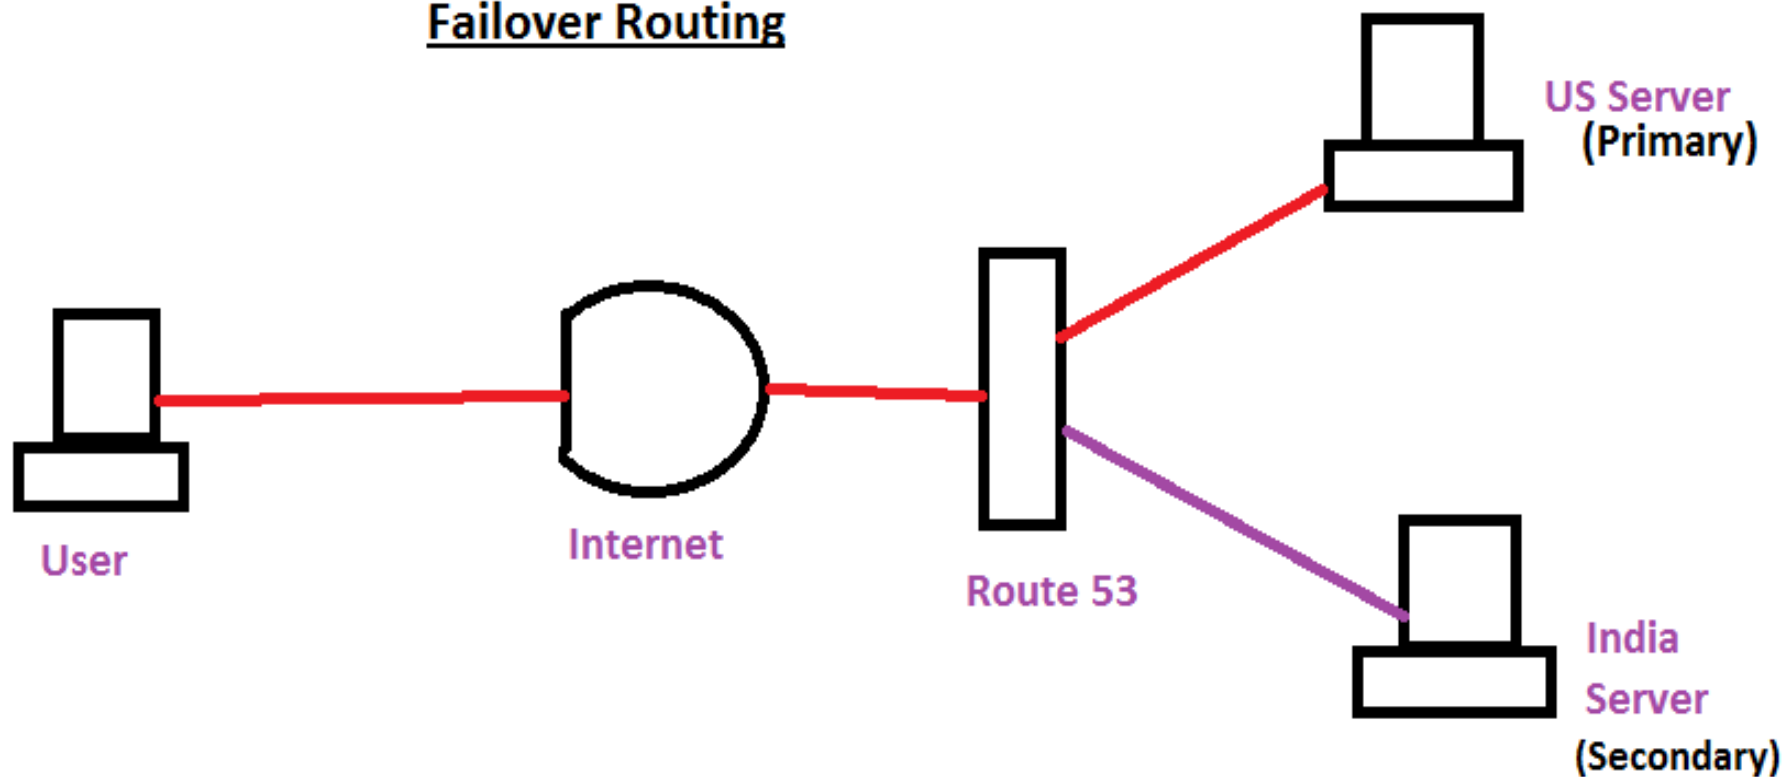 Failover Routing
US Server
(Primary)
User
Internet
Route 53
India
Server
(Secondary)